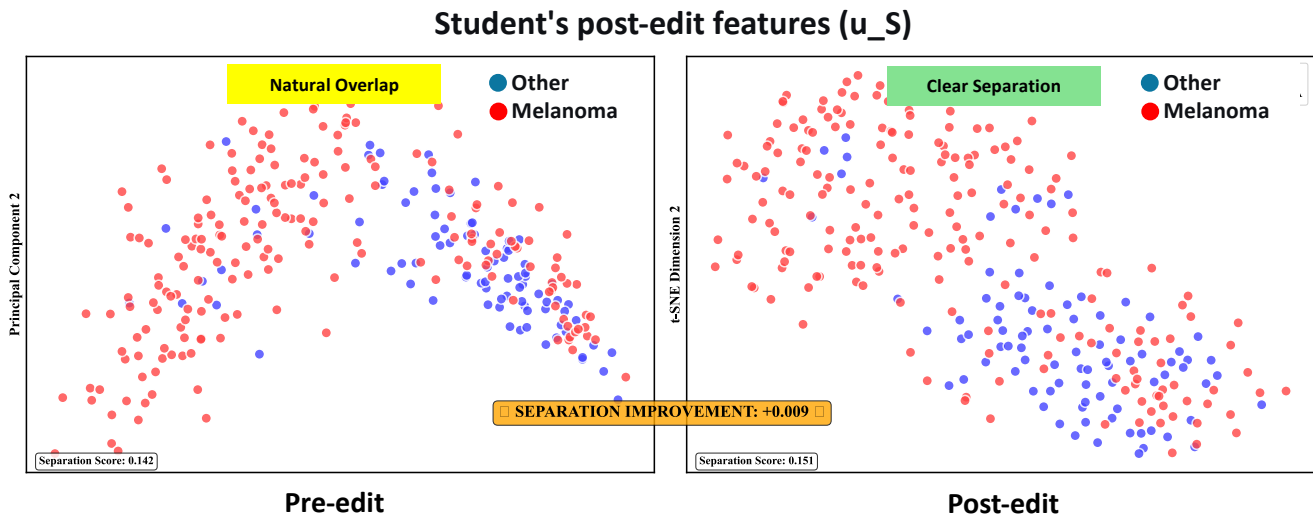 Student's post-edit features (u_S)
Natural Overlap
Other
Melanoma
Principal Component 2
Separation Score: 0.142
Pre-edit
SEPARATION IMPROVEMENT: +0.009
Clear Separation
Other
Melanoma
t-SNE Dimension 2
Separation Score: 0.151
Post-edit